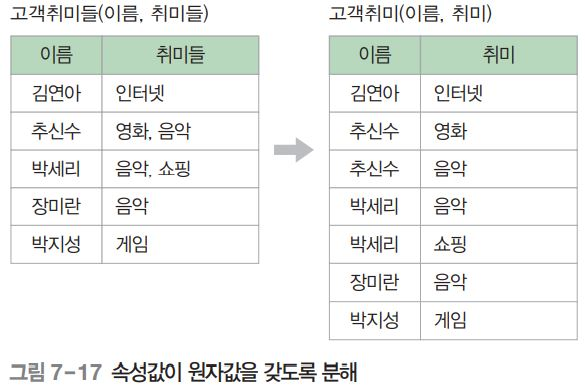 고객취미들(이름, 취미들)
이름 취미들
김연아 인터넷
추신수 영화, 음악
박세리 음악, 쇼핑
장미란 음악
박지성 게임
고객취미(이름, 취미)
이름 취미
김연아 인터넷
추신수 영화
추신수 음악
박세리 음악
박세리 쇼핑
장미란 음악
박지성 게임
그림 7-17 속성값이 원자값을 갖도록 분해